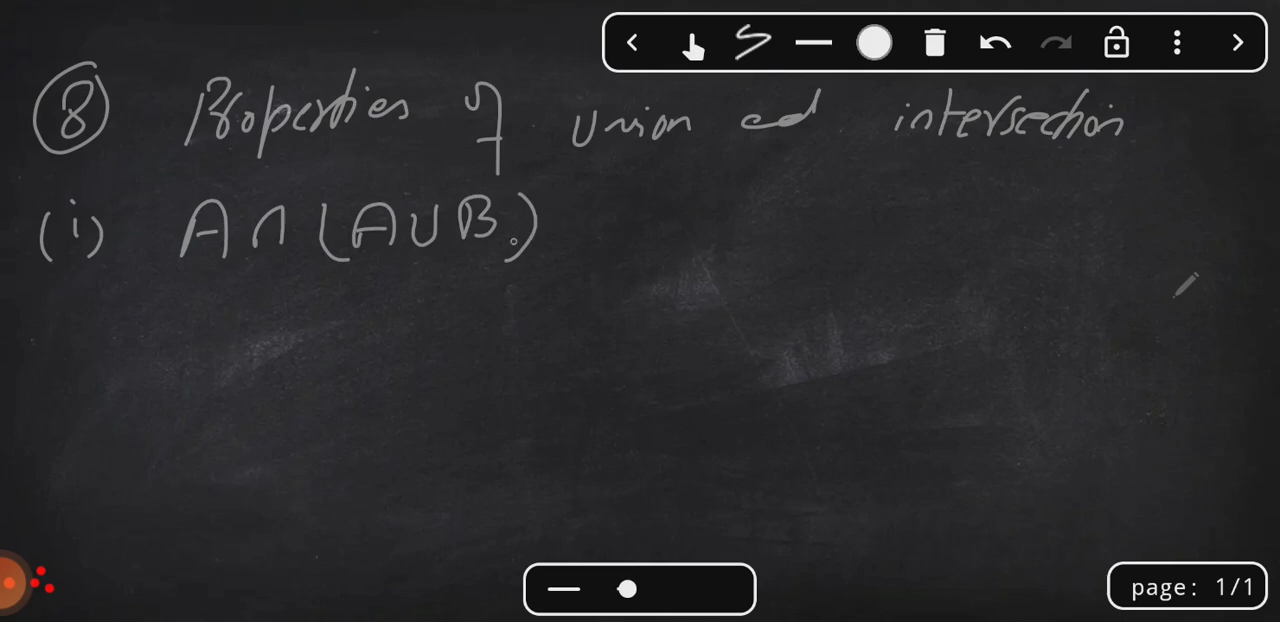 ⑧ Properties of union and intersection
(i) A∩(A∪B)
page: 1/1